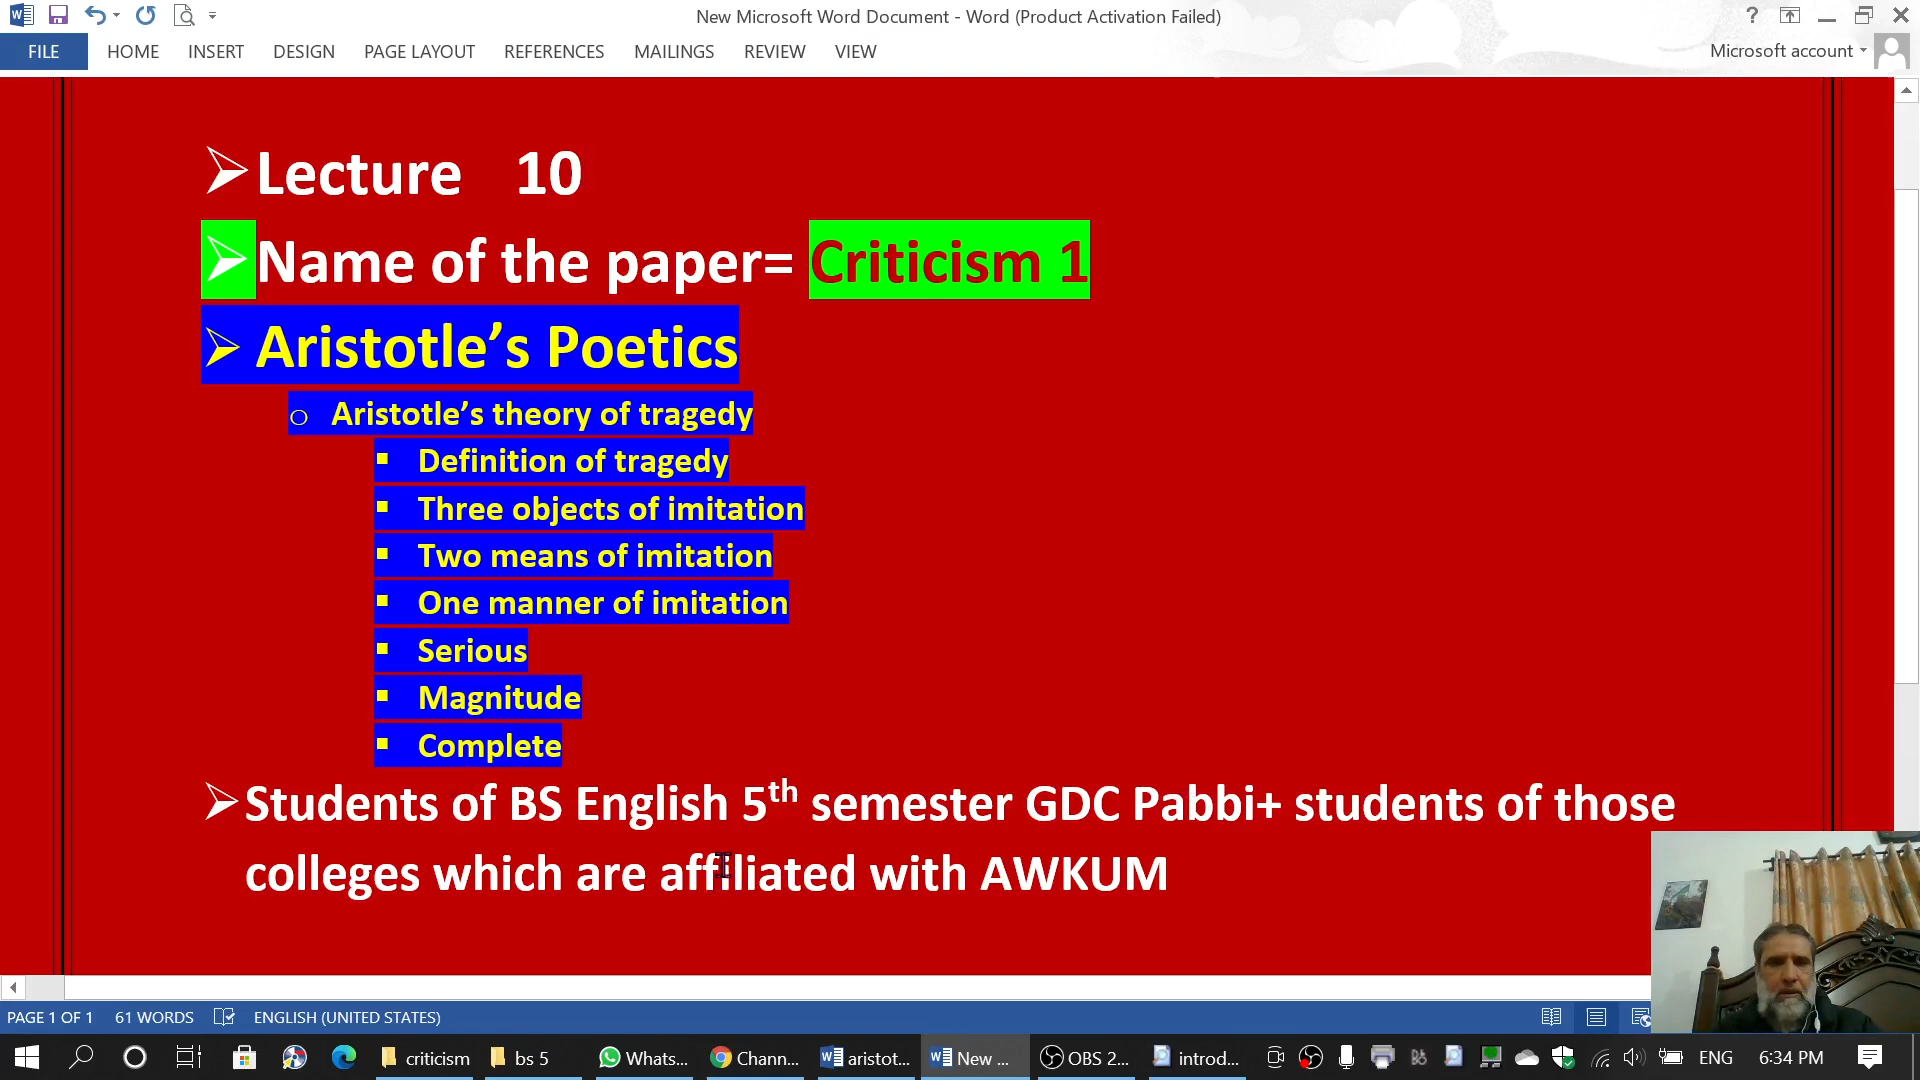 New Microsoft Word Document - Word (Product Activation Failed)
FILE HOME INSERT DESIGN PAGE LAYOUT REFERENCES MAILINGS REVIEW VIEW Microsoft account
Lecture 10
Name of the paper= Criticism 1
Aristotle’s Poetics
Aristotle’s theory of tragedy
Definition of tragedy
Three objects of imitation
Two means of imitation
One manner of imitation
Serious
Magnitude
Complete
Students of BS English 5th semester GDC Pabbi+ students of those
colleges which are affiliated with AWKUM
PAGE 1 OF 1 61 WORDS ENGLISH (UNITED STATES)
criticism bs 5 Whats... Chann... aristot... New ... OBS 2... introd... ENG 6:34 PM